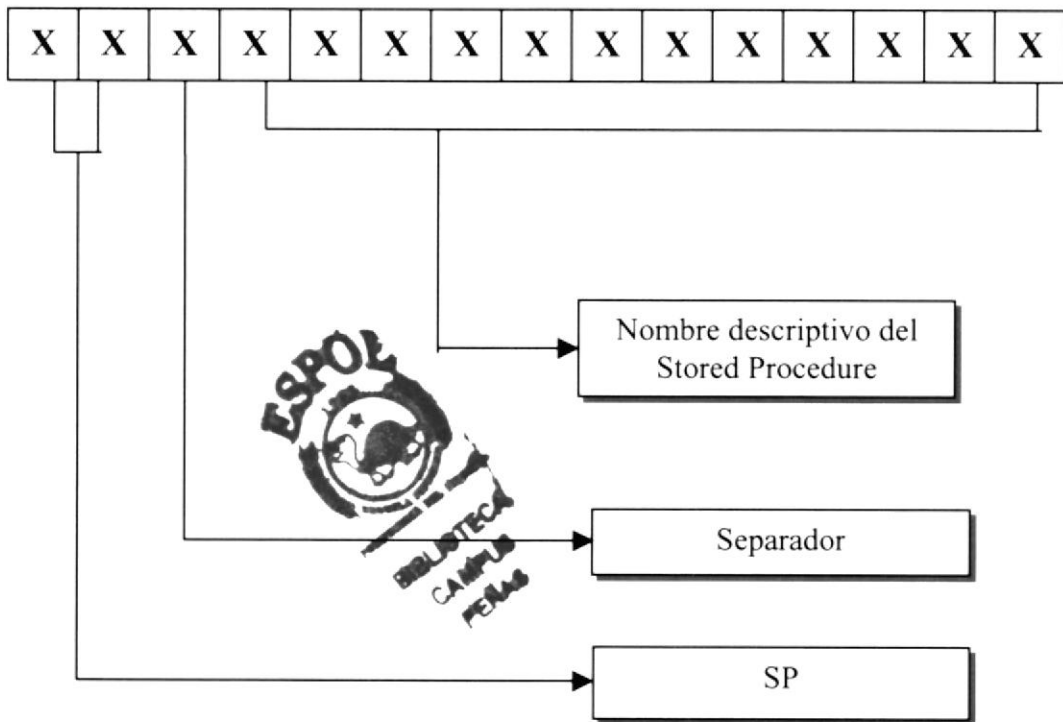 X X X X X X X X X X X X X X X
Nombre descriptivo del
Stored Procedure
ESPOL
BIBLIOTECA
CAMPUS
PEÑAS
Separador
SP